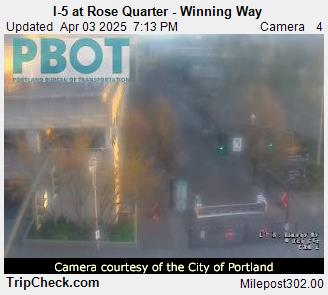 I-5 at Rose Quarter - Winning Way
Updated Apr 03 2025 7:13 PM Camera 4
PBOT
PORTLAND BUREAU OF TRANSPORTATION
Camera courtesy of the City of Portland
TripCheck.com Milepost302.00